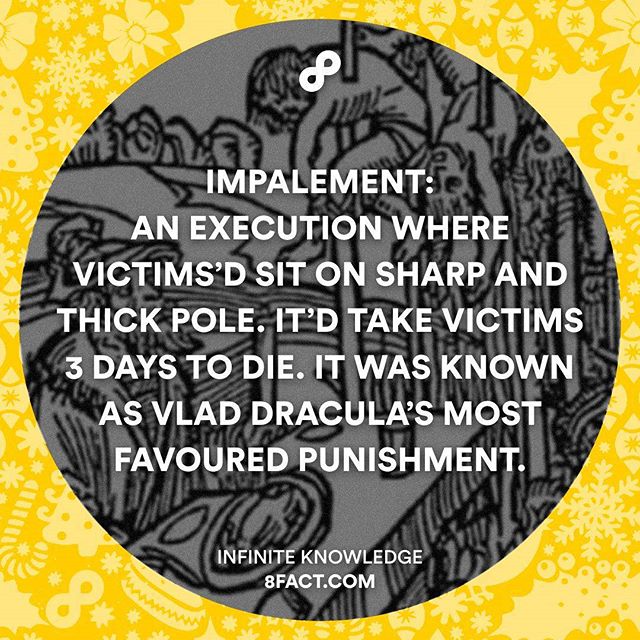 IMPALEMENT:
AN EXECUTION WHERE
VICTIMS'D SIT ON SHARP AND
THICK POLE. IT'D TAKE VICTIMS
3 DAYS TO DIE. IT WAS KNOWN
AS VLAD DRACULA'S MOST
FAVOURED PUNISHMENT.
INFINITE KNOWLEDGE
8FACT.COM